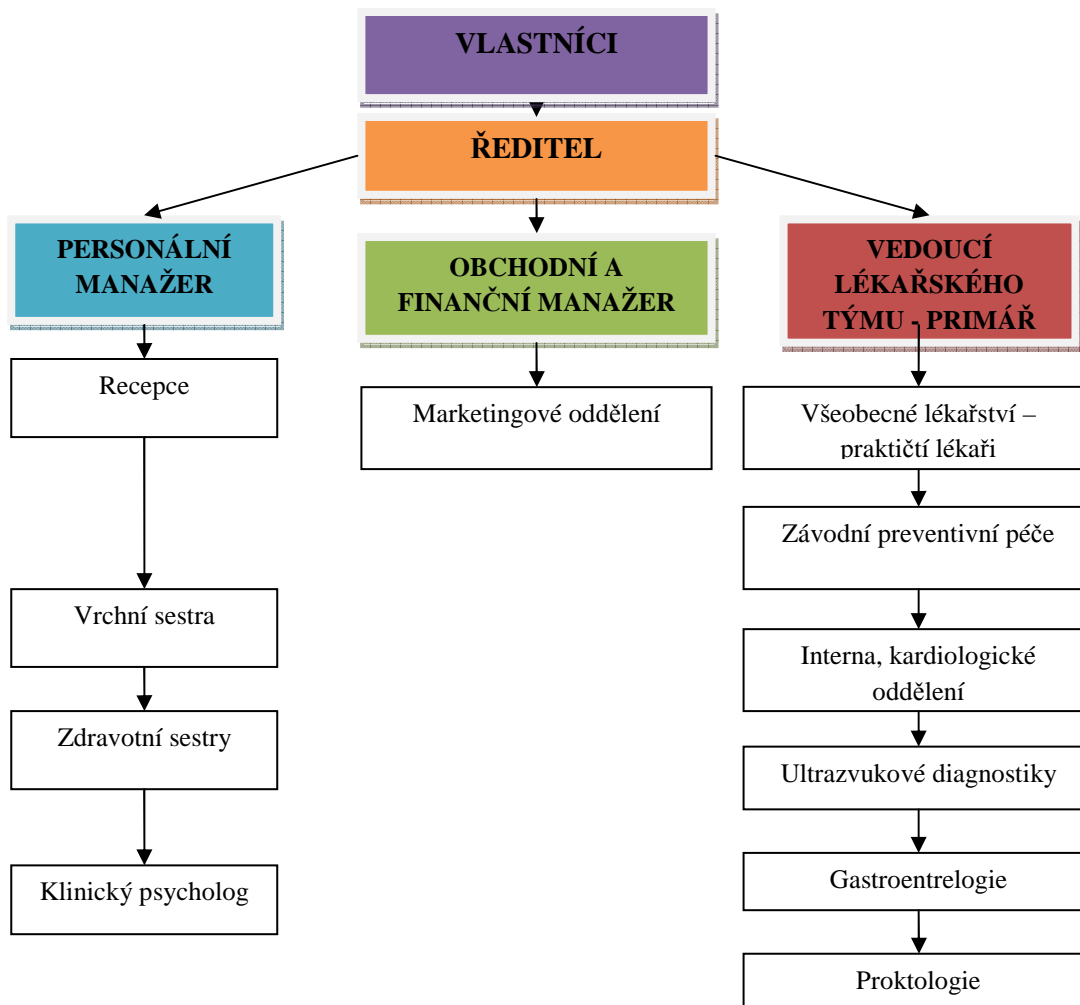 VLASTNÍCI
ŘEDITEL
PERSONÁLNÍ
MANAŽER
OBCHODNÍ A
FINANČNÍ MANAŽER
VEDOUCÍ
LÉKAŘSKÉHO
TÝMU - PRIMÁŘ
Recepce
Marketingové oddělení
Všeobecné lékařství –
praktičtí lékaři
Závodní preventivní péče
Vrchní sestra
Interna, kardiologické
oddělení
Zdravotní sestry
Ultrazvukové diagnostiky
Klinický psycholog
Gastroentrelogie
Proktologie